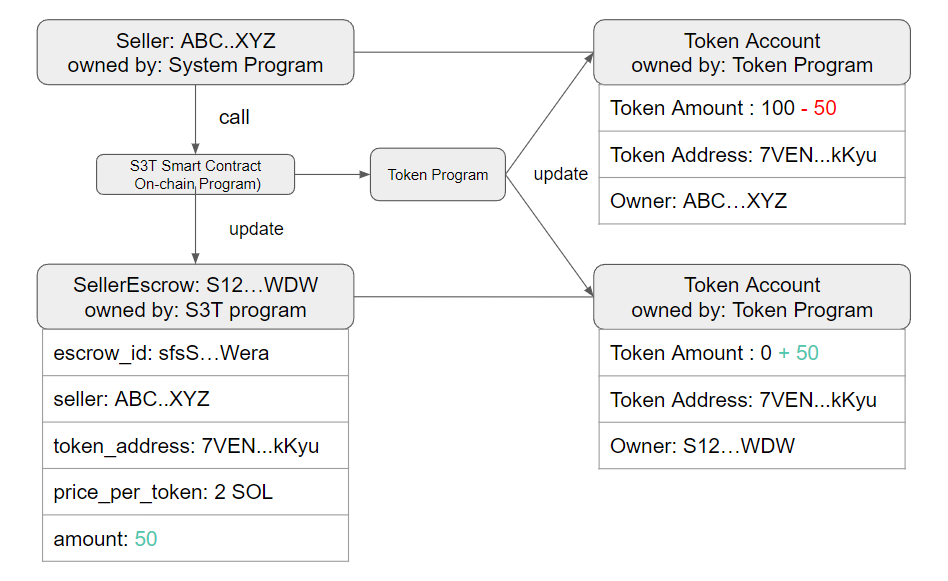 Seller: ABC..XYZ
owned by: System Program
call
S3T Smart Contract
On-chain Program)
Token Program
update
update
SellerEscrow: S12…WDW
owned by: S3T program
escrow_id: sfsS…Wera
seller: ABC..XYZ
token_address: 7VEN...kKyu
price_per_token: 2 SOL
amount: 50
Token Account
owned by: Token Program
Token Amount : 100 - 50
Token Address: 7VEN...kKyu
Owner: ABC…XYZ
Token Account
owned by: Token Program
Token Amount : 0 + 50
Token Address: 7VEN...kKyu
Owner: S12…WDW